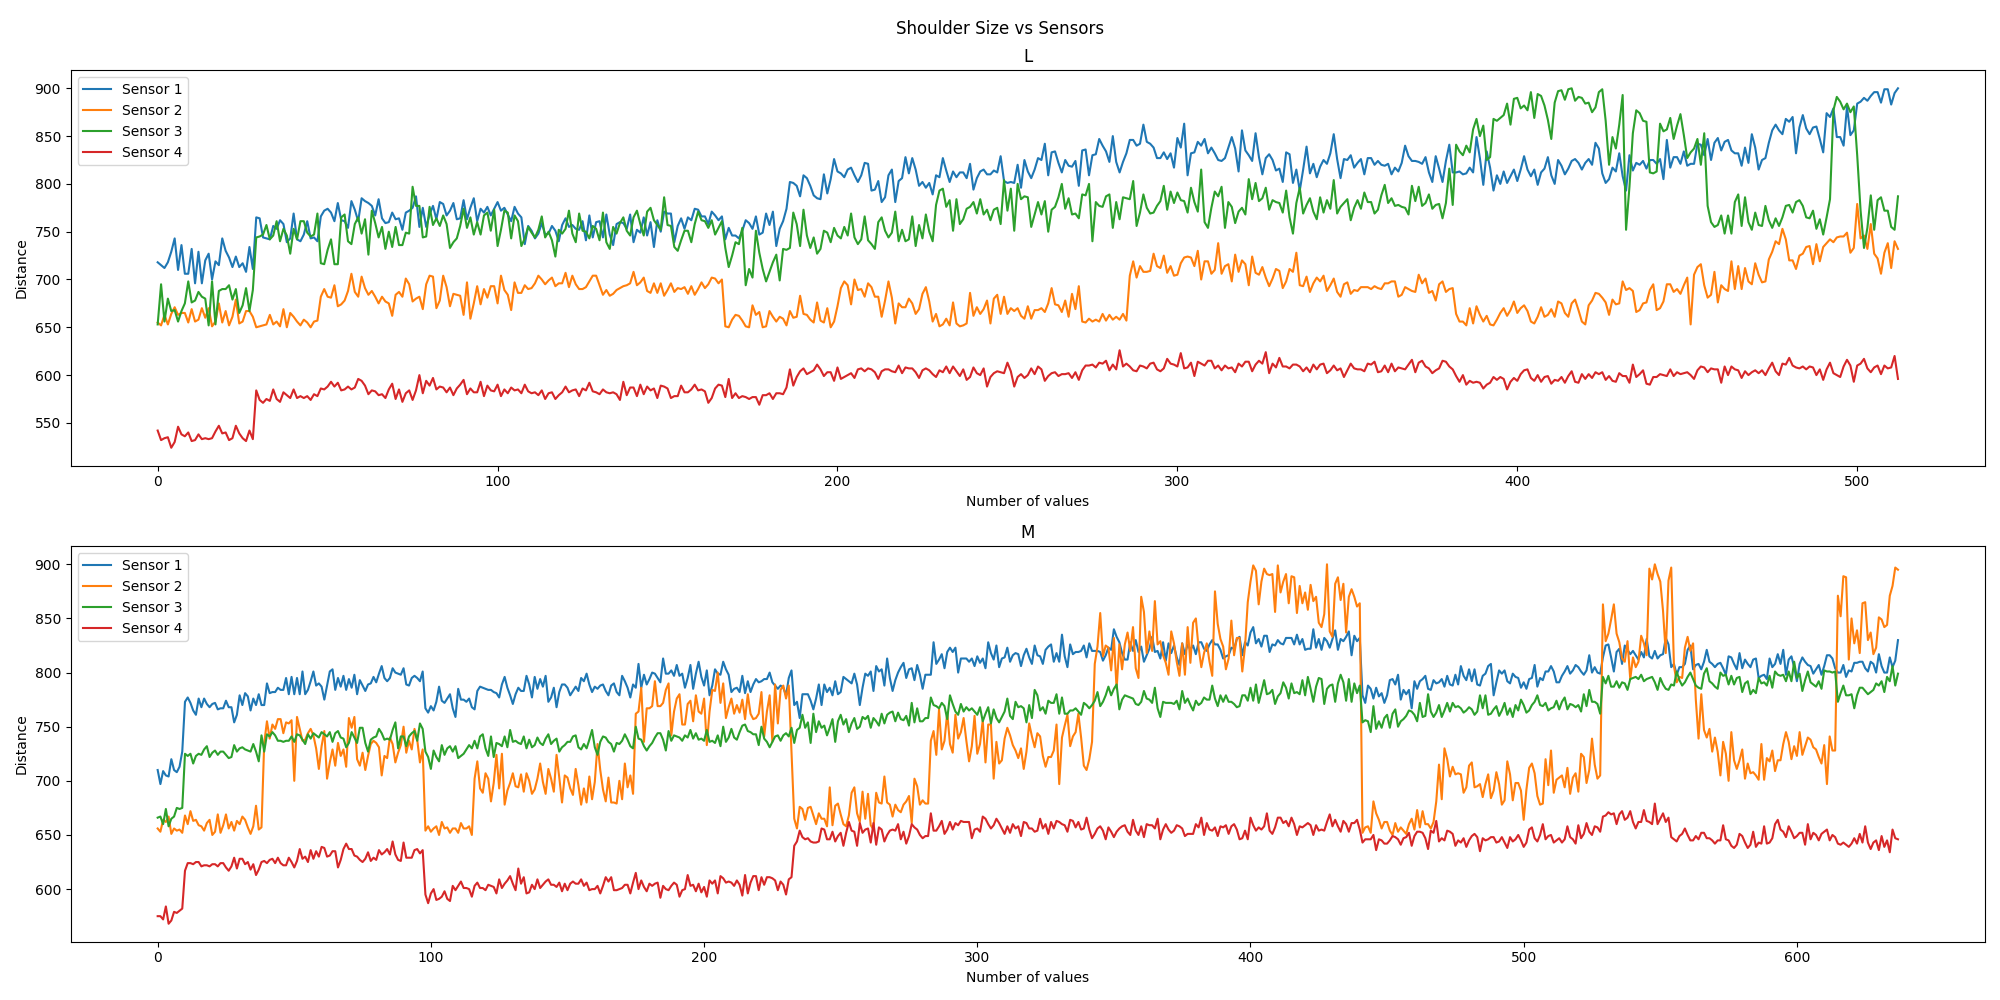 Shoulder Size vs Sensors
L
Sensor 1
Sensor 2
Sensor 3
Sensor 4
Distance
900
850
800
750
700
650
600
550
0 100 200 300 400 500
Number of values
M
Sensor 1
Sensor 2
Sensor 3
Sensor 4
Distance
900
850
800
750
700
650
600
0 100 200 300 400 500 600
Number of values